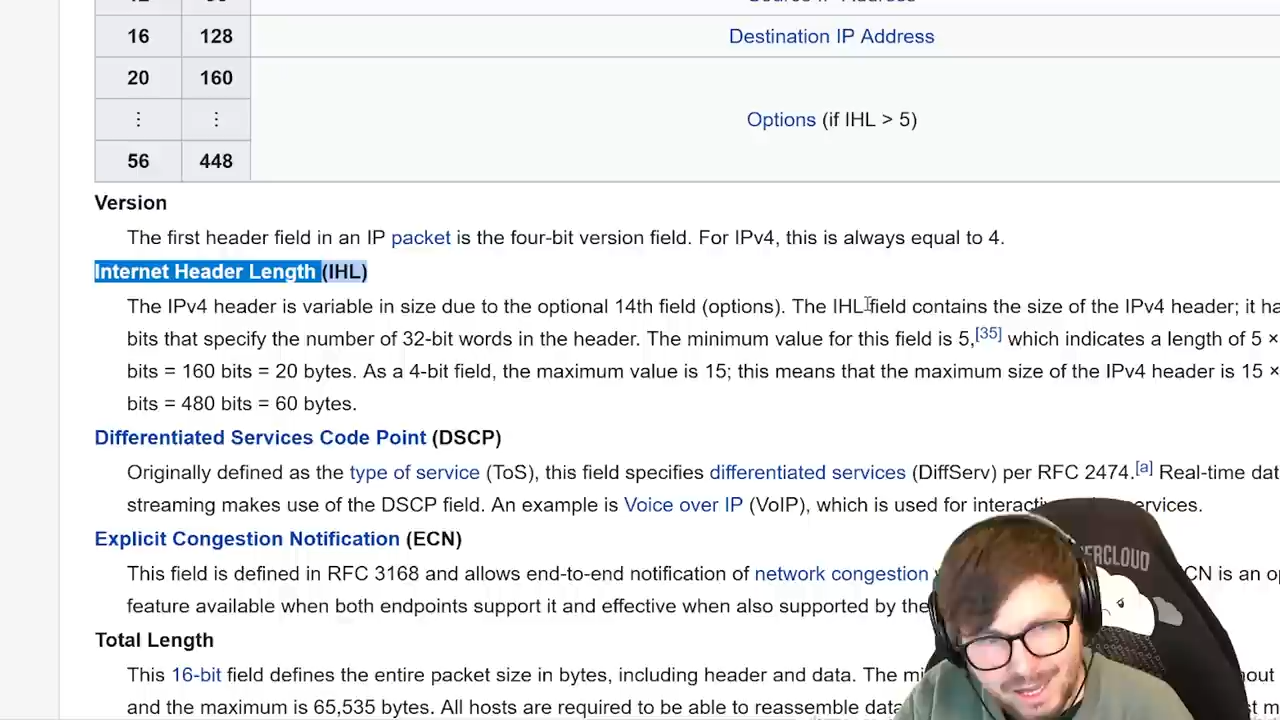 16 128 Destination IP Address
20 160
⋮ ⋮ Options (if IHL > 5)
56 448
Version
The first header field in an IP packet is the four-bit version field. For IPv4, this is always equal to 4.
Internet Header Length (IHL)
The IPv4 header is variable in size due to the optional 14th field (options). The IHL field contains the size of the IPv4 header; it
bits that specify the number of 32-bit words in the header. The minimum value for this field is 5,[35] which indicates a length of 5 ×
bits = 160 bits = 20 bytes. As a 4-bit field, the maximum value is 15; this means that the maximum size of the IPv4 header is 15 ×
bits = 480 bits = 60 bytes.
Differentiated Services Code Point (DSCP)
Originally defined as the type of service (ToS), this field specifies differentiated services (DiffServ) per RFC 2474.[a] Real-time
streaming makes use of the DSCP field. An example is Voice over IP (VoIP), which is used for
Explicit Congestion Notification (ECN)
This field is defined in RFC 3168 and allows end-to-end notification of network congestion is an
feature available when both endpoints support it and effective when also supported by the
Total Length
This 16-bit field defines the entire packet size in bytes, including header and data. The
and the maximum is 65,535 bytes. All hosts are required to be able to reassemble